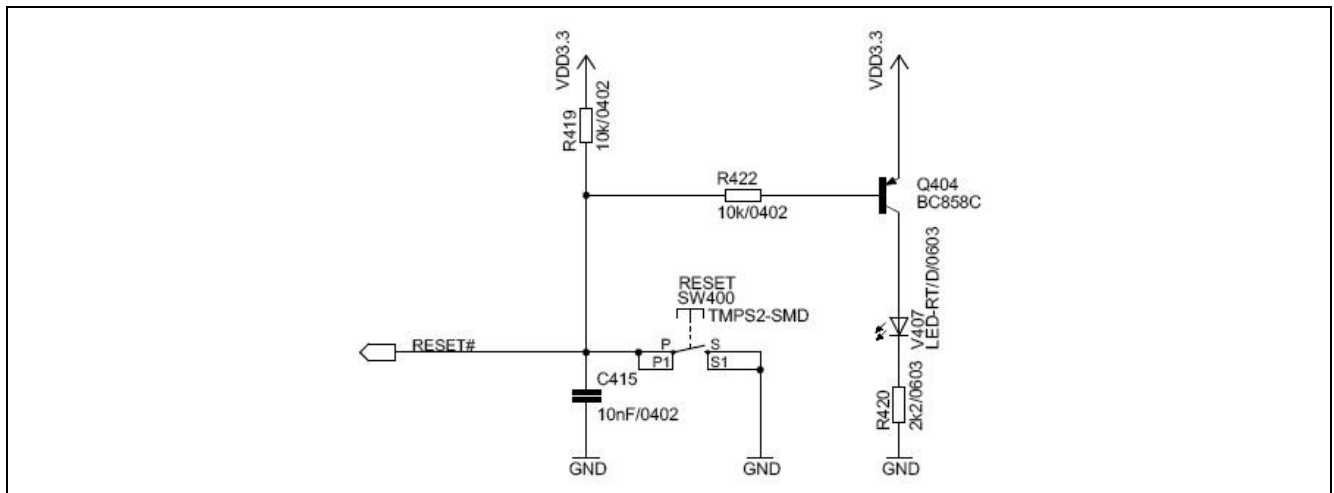 VDD3.3
VDD3.3
R419
10k/0402
R422
10k/0402
Q404
BC858C
RESET
SW400
TMPS2-SMD
V407
LED-RT/D/0603
RESET#
P
S
P1
S1
C415
10nF/0402
R420
2k2/0603
GND
GND
GND